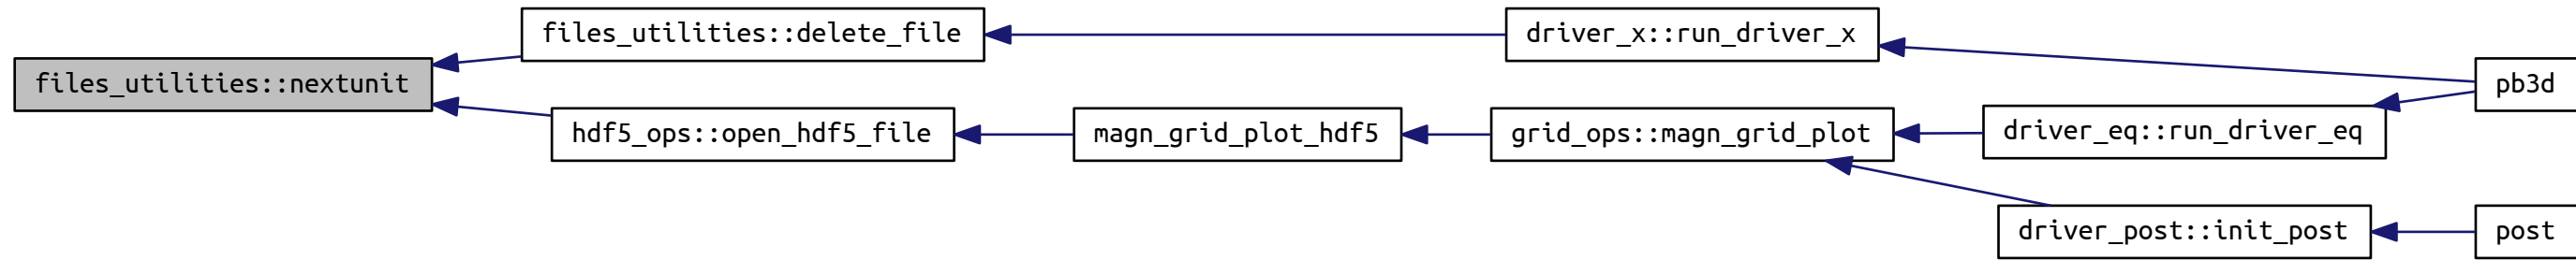 files_utilities::delete_file
driver_x::run_driver_x
files_utilities::nextunit
pb3d
hdf5_ops::open_hdf5_file
magn_grid_plot_hdf5
grid_ops::magn_grid_plot
driver_eq::run_driver_eq
driver_post::init_post
post